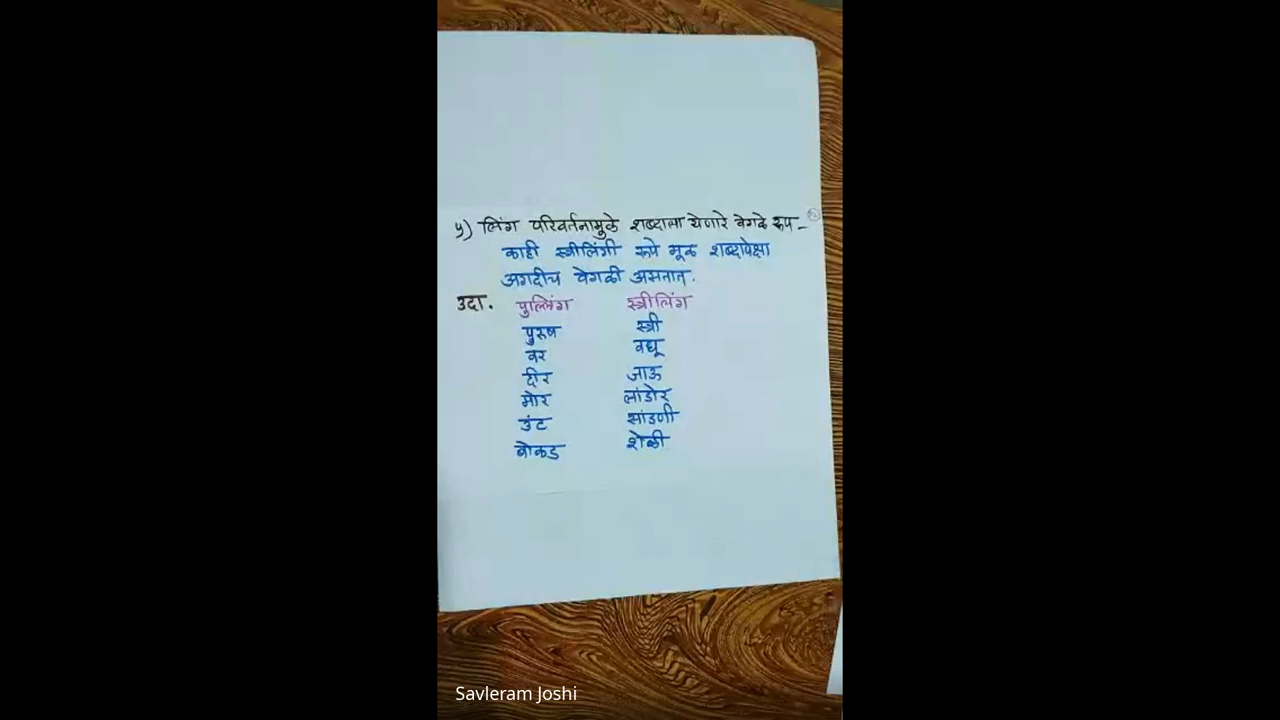 ५) लिंग परिवर्तनामुळे शब्दाला येणारे वेगळे रूप -
काही स्त्रीलिंगी रूपे मूळ शब्दापेक्षा
अगदीच वेगळी असतात.
उदा. पुल्लिंग स्त्रीलिंग
पुरुष स्त्री
वर वधू
दीर जाऊ
मोर लांडोर
उंट सांडणी
बोकड शेळी
Savleram Joshi